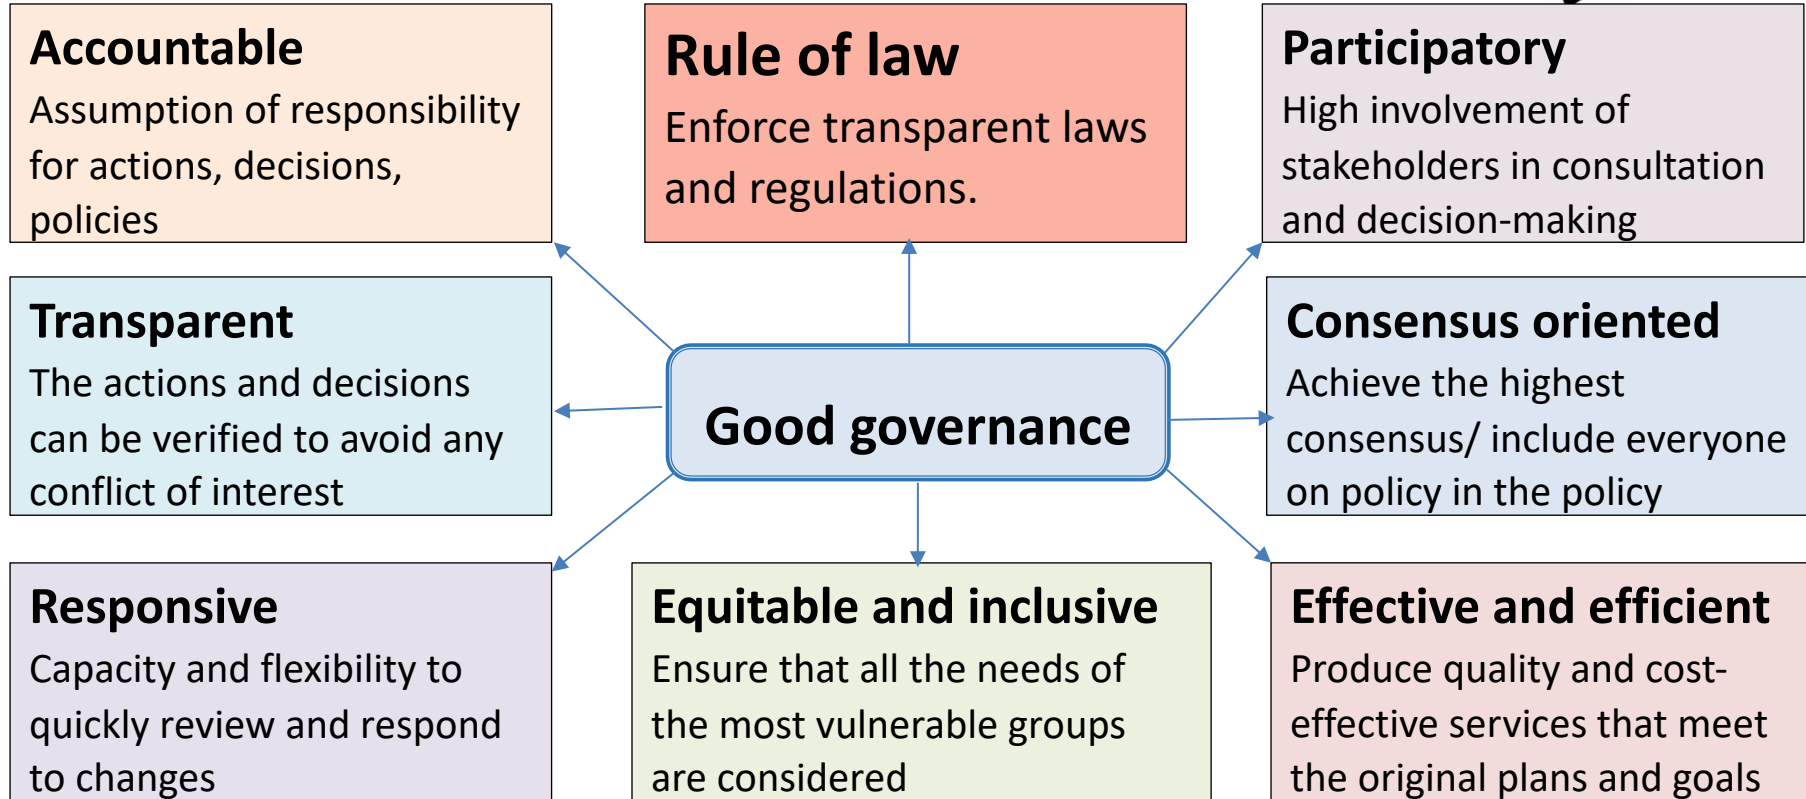 Accountable
Assumption of responsibility
for actions, decisions,
policies
Rule of law
Enforce transparent laws
and regulations.
Participatory
High involvement of
stakeholders in consultation
and decision-making
Transparent
The actions and decisions
can be verified to avoid any
conflict of interest
Good governance
Consensus oriented
Achieve the highest
consensus/ include everyone
on policy in the policy
Responsive
Capacity and flexibility to
quickly review and respond
to changes
Equitable and inclusive
Ensure that all the needs of
the most vulnerable groups
are considered
Effective and efficient
Produce quality and cost-
effective services that meet
the original plans and goals